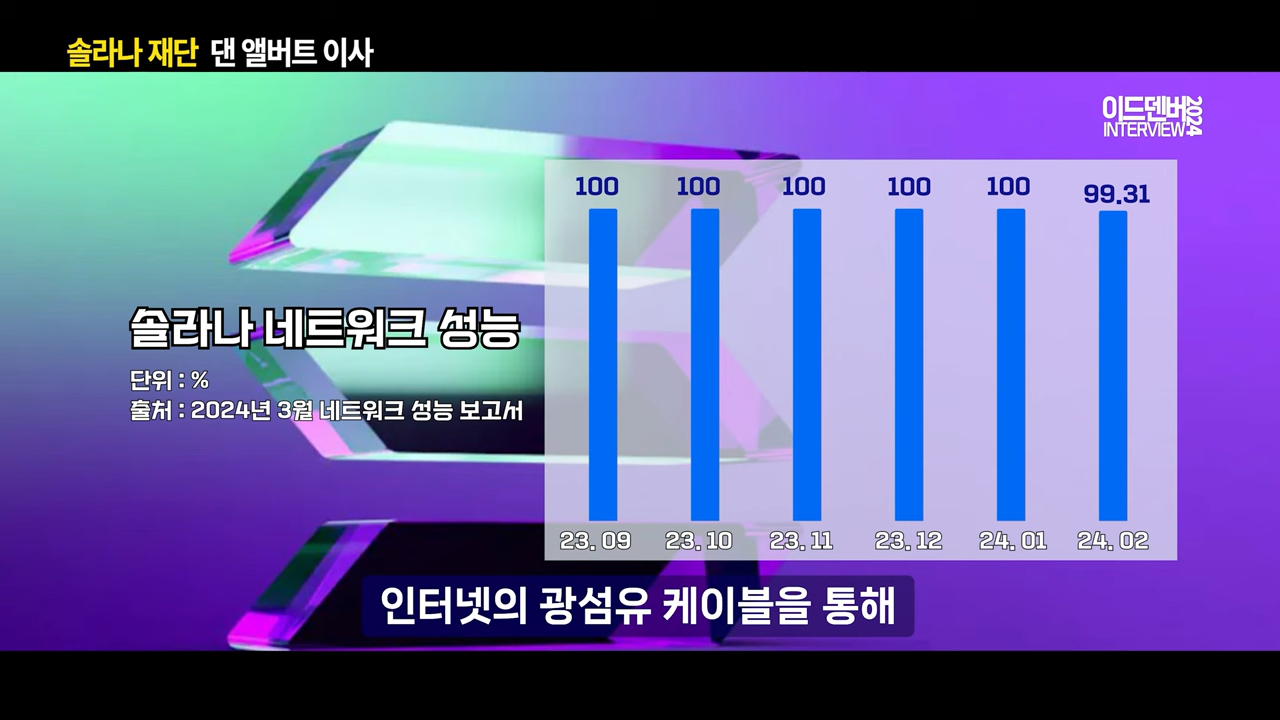 솔라나 재단 댄 앨버트 이사
이드덴버 2024
INTERVIEW
100 100 100 100 100 99.31
솔라나 네트워크 성능
단위 : %
출처 : 2024년 3월 네트워크 성능 보고서
23. 09 23. 10 23. 11 23. 12 24. 01 24. 02
인터넷의 광섬유 케이블을 통해